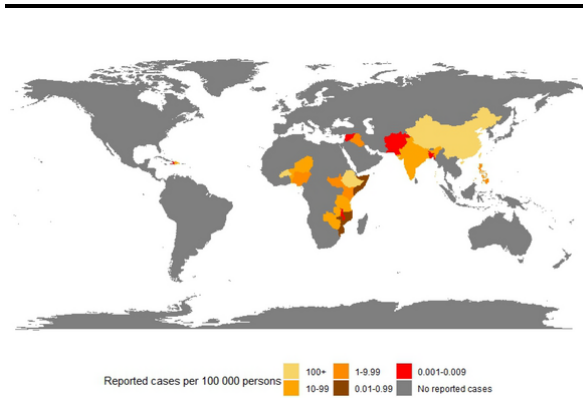 Reported cases per 100 000 persons
100+ 1-9.99 0.001-0.009
10-99 0.01-0.99 No reported cases